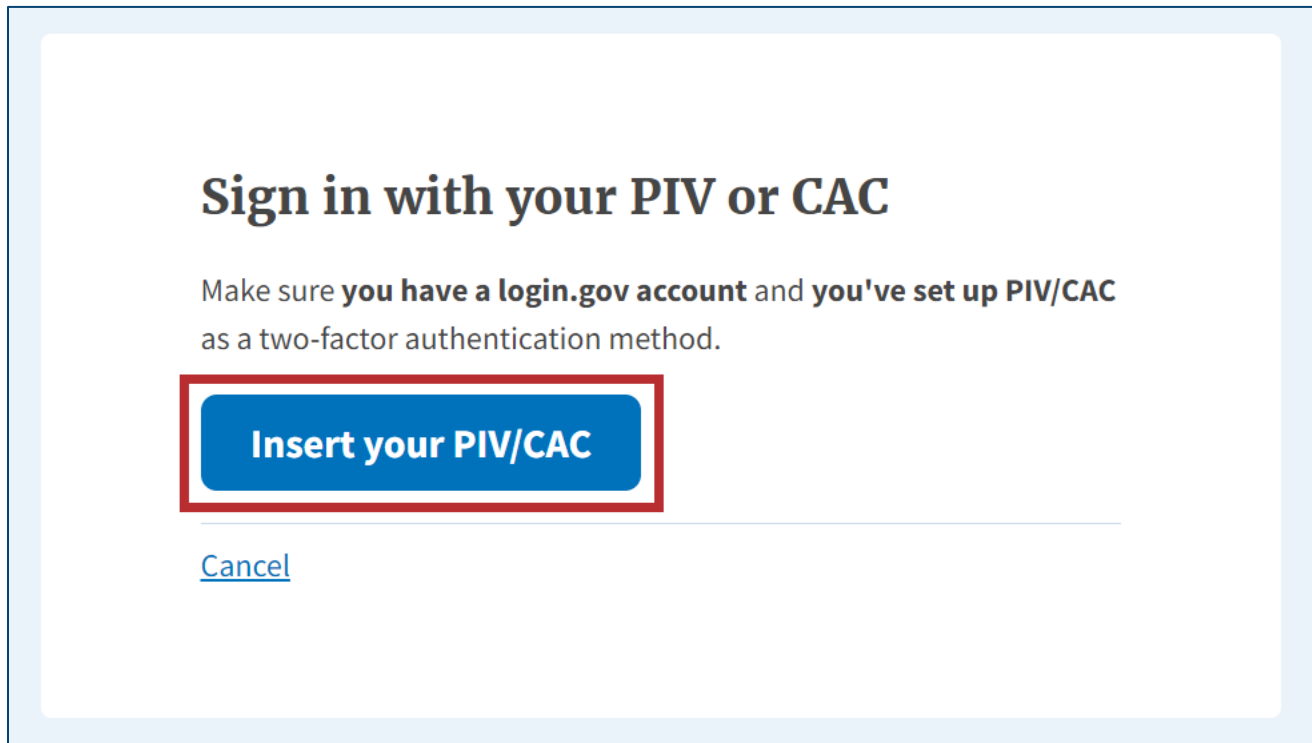 Sign in with your PIV or CAC
Make sure you have a login.gov account and you've set up PIV/CAC
as a two-factor authentication method.
Insert your PIV/CAC
Cancel